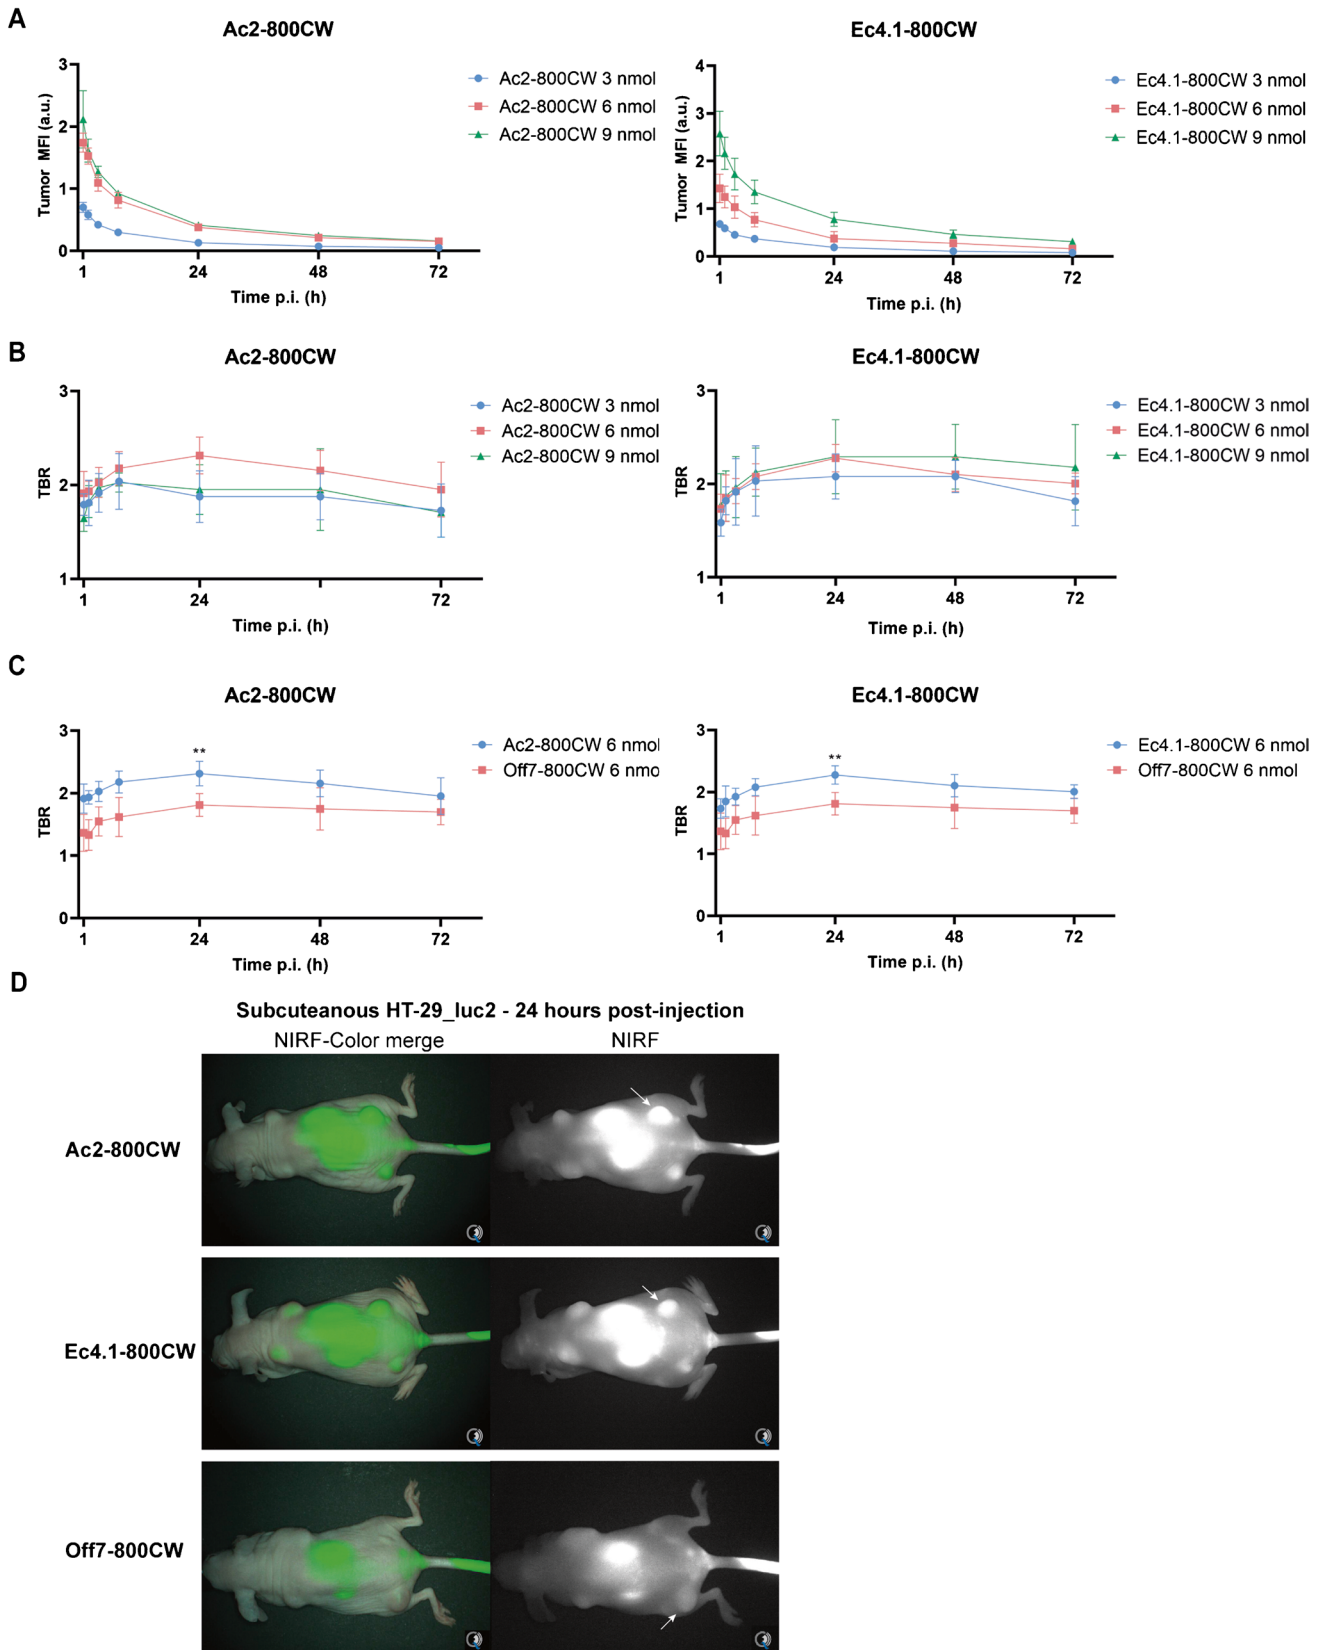 A
Ac2-800CW
Ec4.1-800CW
3
2
1
0
Tumor MFI (a.u.)
1
24
48
72
Time p.i. (h)
Ac2-800CW 3 nmol
Ac2-800CW 6 nmol
Ac2-800CW 9 nmol
4
3
2
1
0
Tumor MFI (a.u.)
1
24
48
72
Time p.i. (h)
Ec4.1-800CW 3 nmol
Ec4.1-800CW 6 nmol
Ec4.1-800CW 9 nmol
B
Ac2-800CW
Ec4.1-800CW
3
2
1
TBR
1
24
48
72
Time p.i. (h)
Ac2-800CW 3 nmol
Ac2-800CW 6 nmol
Ac2-800CW 9 nmol
3
2
1
TBR
1
24
48
72
Time p.i. (h)
Ec4.1-800CW 3 nmol
Ec4.1-800CW 6 nmol
Ec4.1-800CW 9 nmol
C
Ac2-800CW
Ec4.1-800CW
3
2
1
0
TBR
**
1
24
48
72
Time p.i. (h)
Ac2-800CW 6 nmol
Off7-800CW 6 nmo
3
2
1
0
TBR
**
1
24
48
72
Time p.i. (h)
Ec4.1-800CW 6 nmol
Off7-800CW 6 nmol
D
Subcuteanous HT-29_luc2 - 24 hours post-injection
NIRF-Color merge
NIRF
Ac2-800CW
Ec4.1-800CW
Off7-800CW